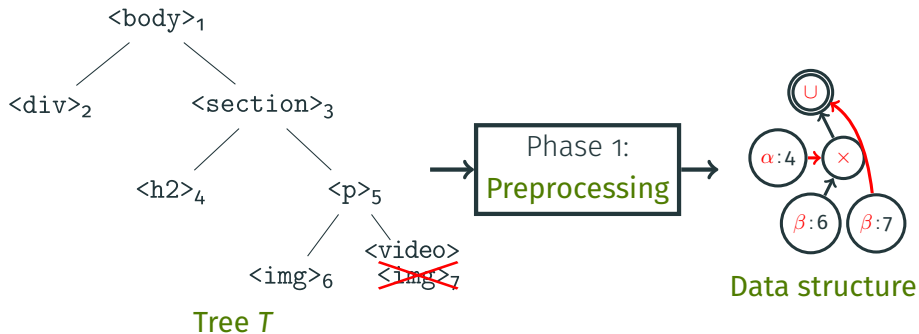 <body>₁
<div>₂
<section>₃
<h2>₄
<p>₅
<img>₆
<video>
<img>₇
Tree T
Phase 1:
Preprocessing
∪
α:4
×
β:6
β:7
Data structure